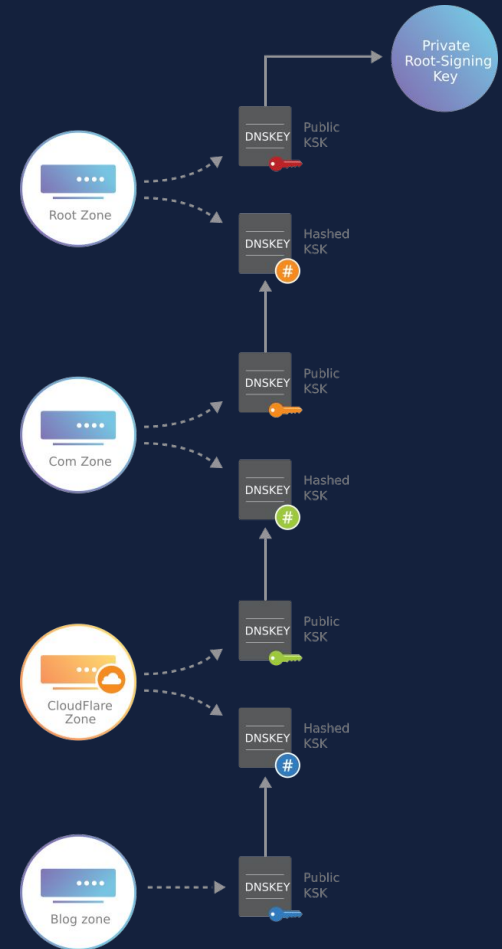 Private
Root-Signing
Key
DNSKEY
Public
KSK
Root Zone
DNSKEY
Hashed
KSK
#
DNSKEY
Public
KSK
Com Zone
DNSKEY
Hashed
KSK
#
DNSKEY
Public
KSK
CloudFlare
Zone
DNSKEY
Hashed
KSK
#
DNSKEY
Public
KSK
Blog zone